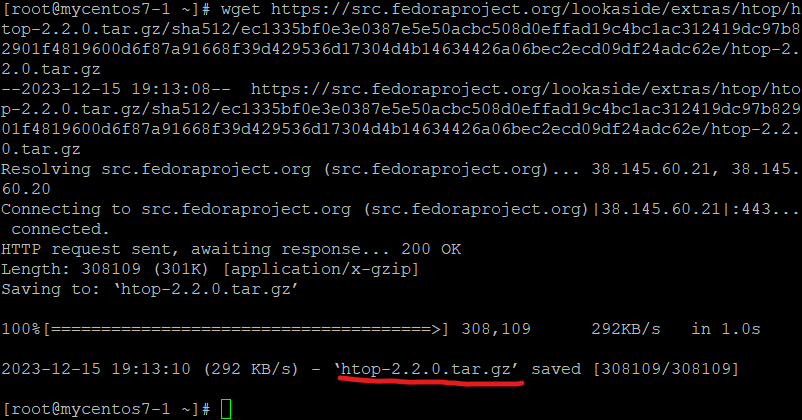 [root@mycentos7-1 ~]# wget https://src.fedoraproject.org/lookaside/extras/htop/h
top-2.2.0.tar.gz/sha512/ec1335bf0e3e0387e5e50acbc508d0effad19c4bc1ac312419dc97b8
2901f4819600d6f87a91668f39d429536d17304d4b14634426a06bec2ecd09df24adc62e/htop-2.
2.0.tar.gz
--2023-12-15 19:13:08--  https://src.fedoraproject.org/lookaside/extras/htop/hto
p-2.2.0.tar.gz/sha512/ec1335bf0e3e0387e5e50acbc508d0effad19c4bc1ac312419dc97b829
01f4819600d6f87a91668f39d429536d17304d4b14634426a06bec2ecd09df24adc62e/htop-2.2.
0.tar.gz
Resolving src.fedoraproject.org (src.fedoraproject.org)... 38.145.60.21, 38.145.
60.20
Connecting to src.fedoraproject.org (src.fedoraproject.org)|38.145.60.21|:443...
 connected.
HTTP request sent, awaiting response... 200 OK
Length: 308109 (301K) [application/x-gzip]
Saving to: ‘htop-2.2.0.tar.gz’
100%[======================================>] 308,109      292KB/s   in 1.0s
2023-12-15 19:13:10 (292 KB/s) - ‘htop-2.2.0.tar.gz’ saved [308109/308109]
[root@mycentos7-1 ~]#